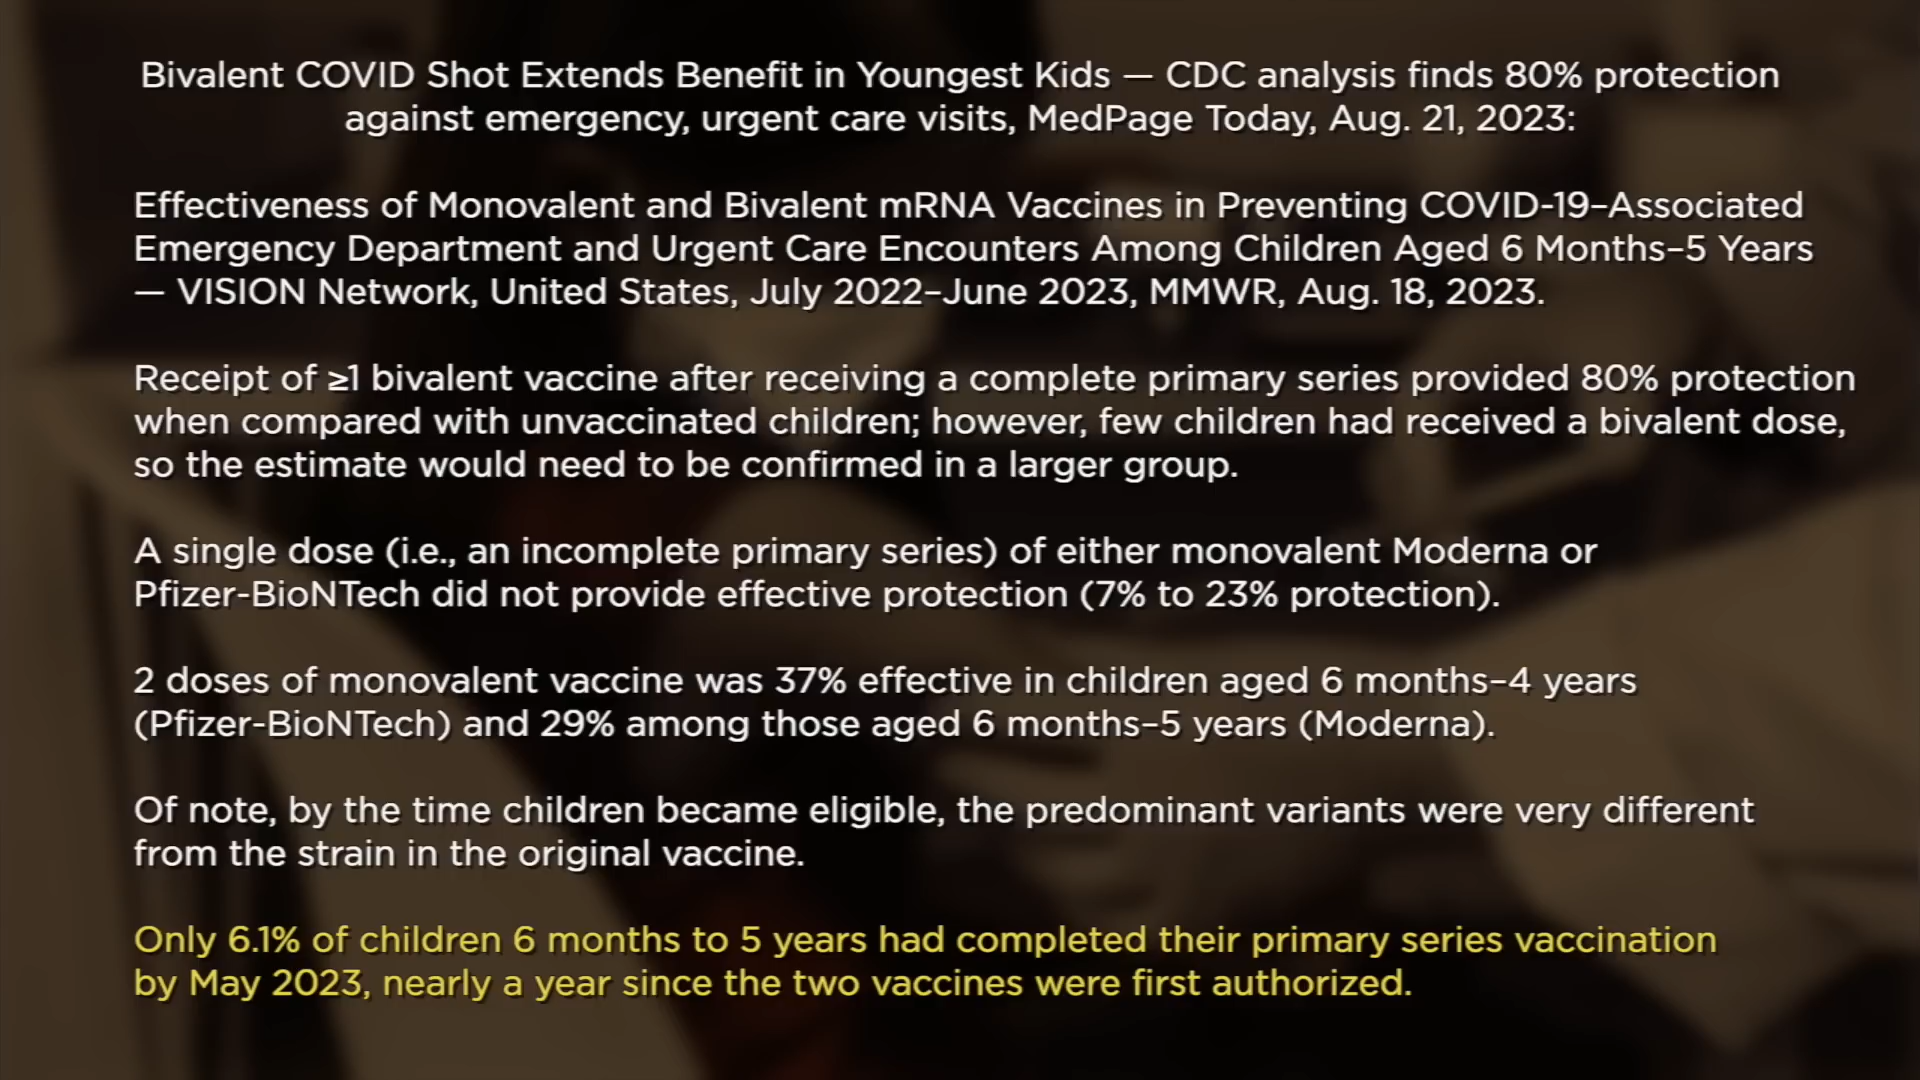 Bivalent COVID Shot Extends Benefit in Youngest Kids — CDC analysis finds 80% protection
against emergency, urgent care visits, MedPage Today, Aug. 21, 2023:
Effectiveness of Monovalent and Bivalent mRNA Vaccines in Preventing COVID-19–Associated
Emergency Department and Urgent Care Encounters Among Children Aged 6 Months–5 Years
— VISION Network, United States, July 2022–June 2023, MMWR, Aug. 18, 2023.
Receipt of ≥1 bivalent vaccine after receiving a complete primary series provided 80% protection
when compared with unvaccinated children; however, few children had received a bivalent dose,
so the estimate would need to be confirmed in a larger group.
A single dose (i.e., an incomplete primary series) of either monovalent Moderna or
Pfizer-BioNTech did not provide effective protection (7% to 23% protection).
2 doses of monovalent vaccine was 37% effective in children aged 6 months–4 years
(Pfizer-BioNTech) and 29% among those aged 6 months–5 years (Moderna).
Of note, by the time children became eligible, the predominant variants were very different
from the strain in the original vaccine.
Only 6.1% of children 6 months to 5 years had completed their primary series vaccination
by May 2023, nearly a year since the two vaccines were first authorized.